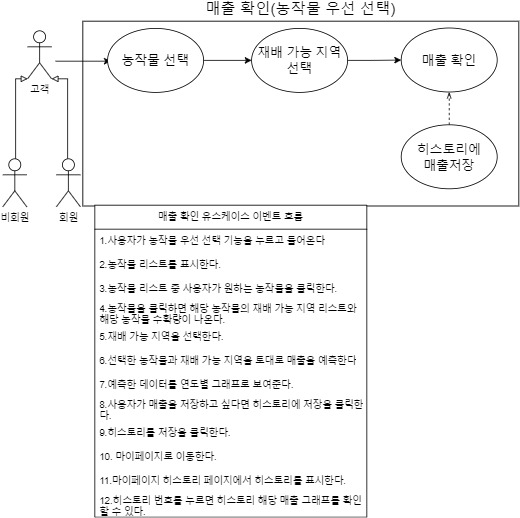 매출 확인(농작물 우선 선택)
농작물 선택
재배 가능 지역
선택
매출 확인
고객
히스토리에
매출저장
비회원
회원
매출 확인 유스케이스 이벤트 흐름
1.사용자가 농작물 우선 선택 기능을 누르고 들어온다
2.농작물 리스트를 표시한다.
3.농작물 리스트 중 사용자가 원하는 농작물을 클릭한다.
4.농작물을 클릭하면 해당 농작물의 재배 가능 지역 리스트와
해당 농작물 수확량이 나온다.
5.재배 가능 지역을 선택한다.
6.선택한 농작물과 재배 가능 지역을 토대로 매출을 예측한다
7.예측한 데이터를 연도별 그래프로 보여준다.
8.사용자가 매출을 저장하고 싶다면 히스토리에 저장을 클릭한
다.
9.히스토리를 저장을 클릭한다.
10. 마이페이지로 이동한다.
11.마이페이지 히스토리 페이지에서 히스토리를 표시한다.
12.히스토리 번호를 누르면 히스토리 해당 매출 그래프를 확인
할 수 있다.